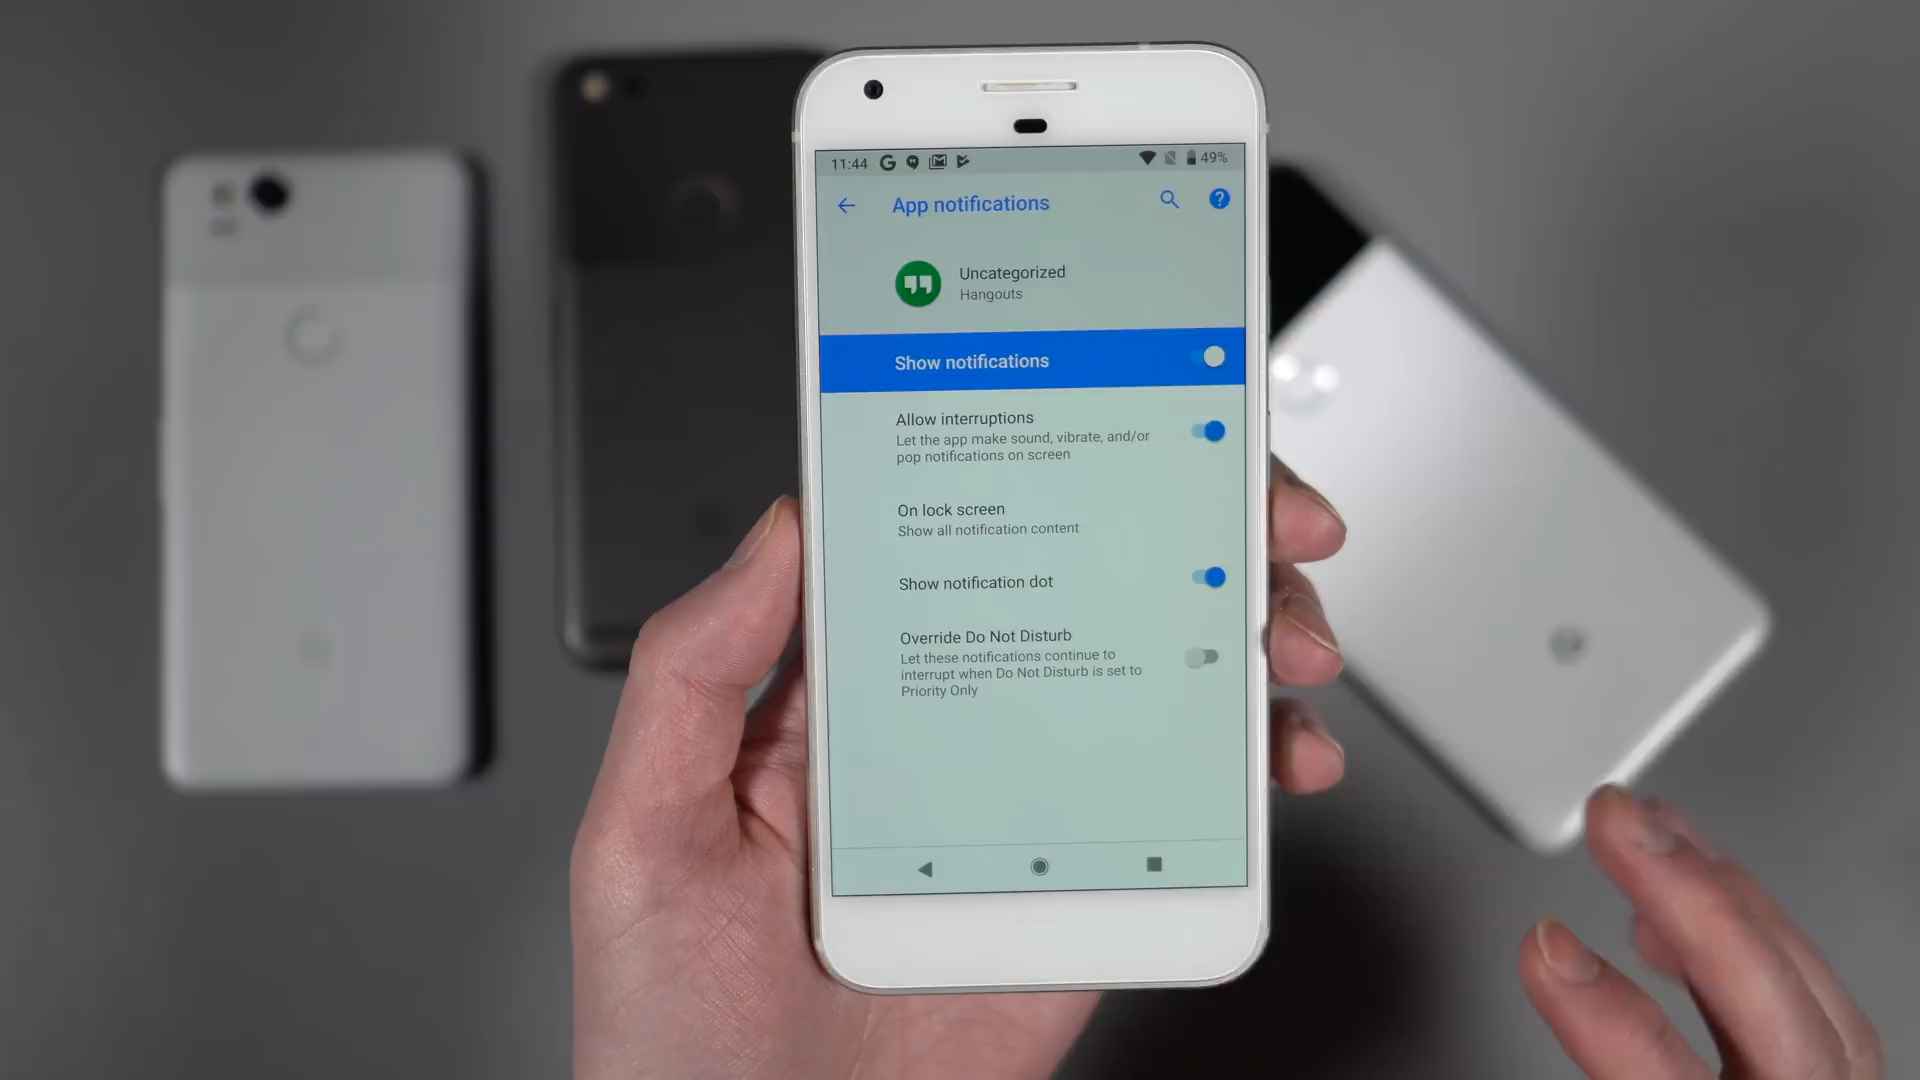 11:44
49%
App notifications
Uncategorized
Hangouts
Show notifications
Allow interruptions
Let the app make sound, vibrate, and/or
pop notifications on screen
On lock screen
Show all notification content
Show notification dot
Override Do Not Disturb
Let these notifications continue to
interrupt when Do Not Disturb is set to
Priority Only